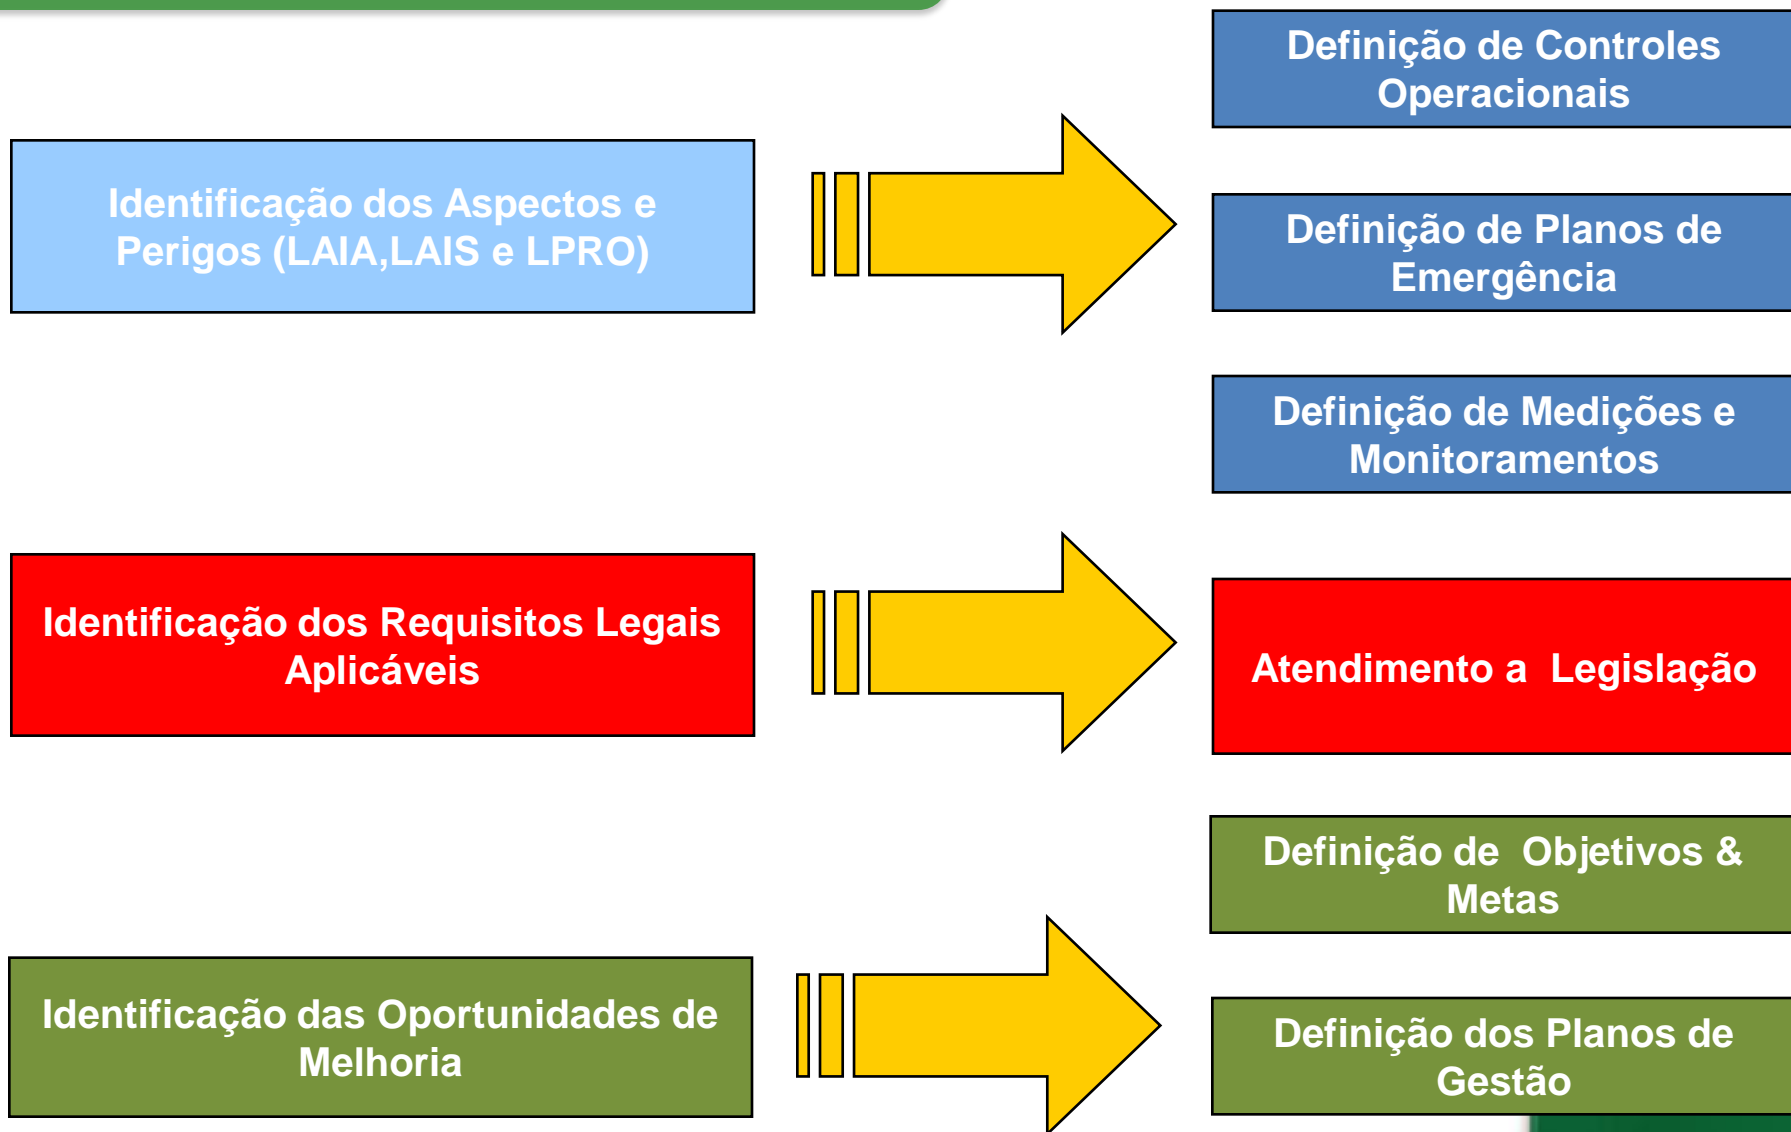 Definição de Controles
Operacionais
Identificação dos Aspectos e
Perigos (LAIA,LAIS e LPRO)
Definição de Planos de
Emergência
Definição de Medições e
Monitoramentos
Identificação dos Requisitos Legais
Aplicáveis
Atendimento a  Legislação
Definição de  Objetivos &
Metas
Identificação das Oportunidades de
Melhoria
Definição dos Planos de
Gestão